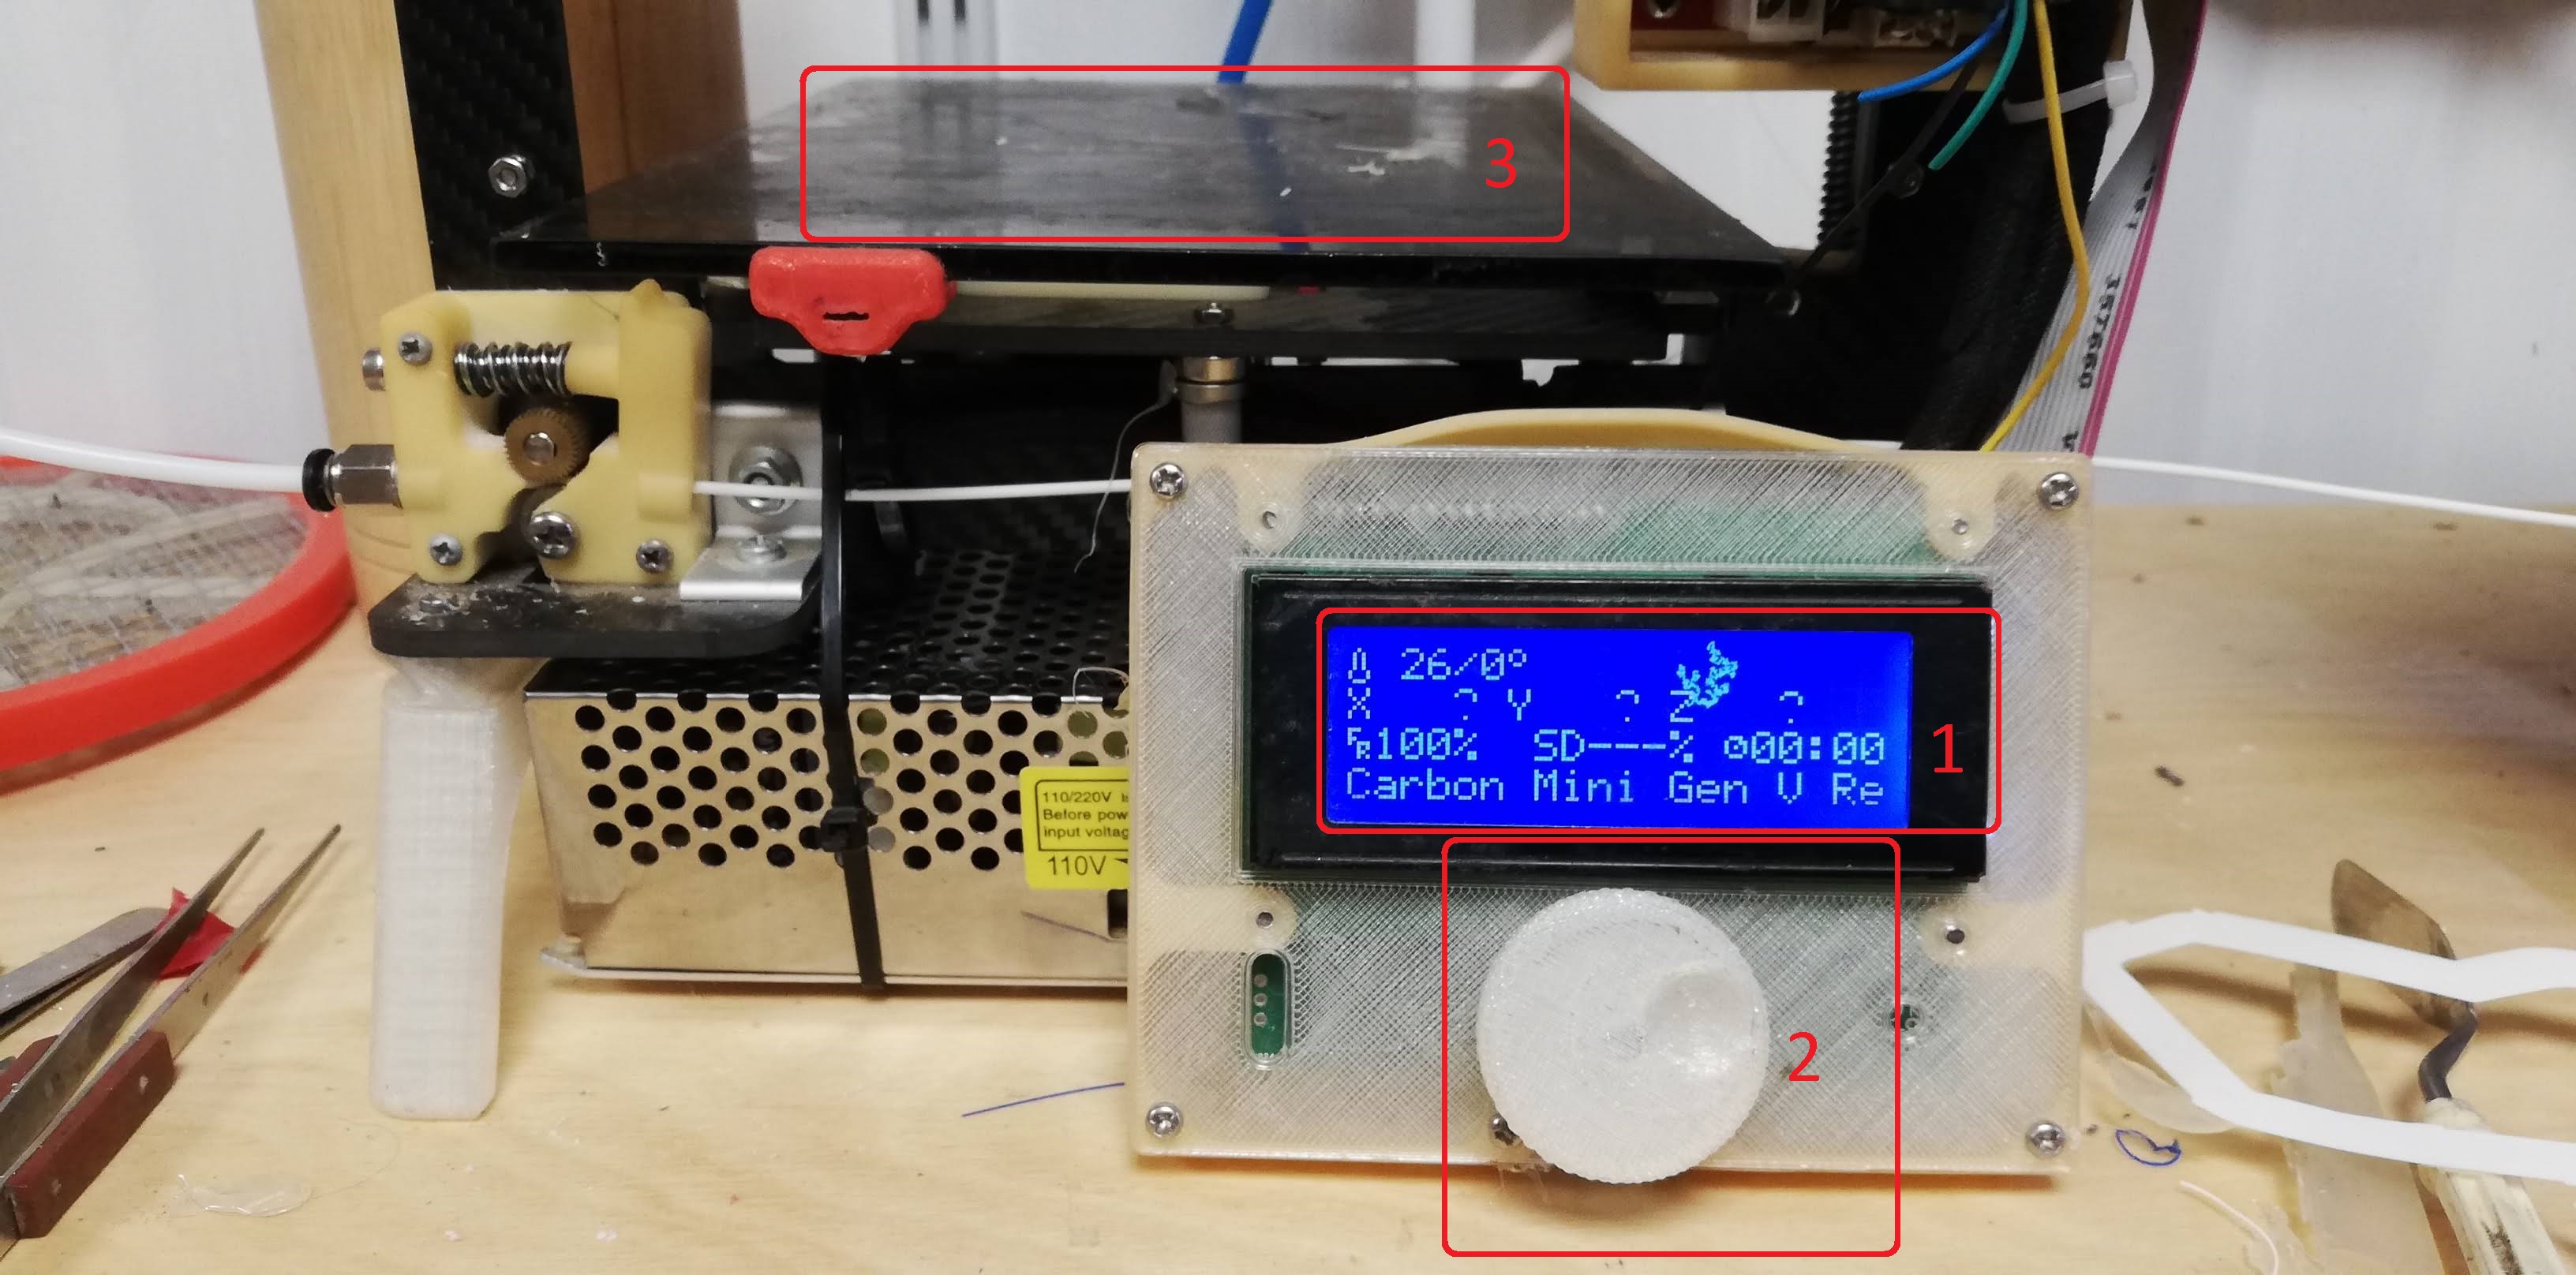 3
26/0°
X ? Y ? Z ?
FR100% SD---% 00:00
Carbon Mini Gen V Re
1
110/220V
Before pow
input voltag
110V
2